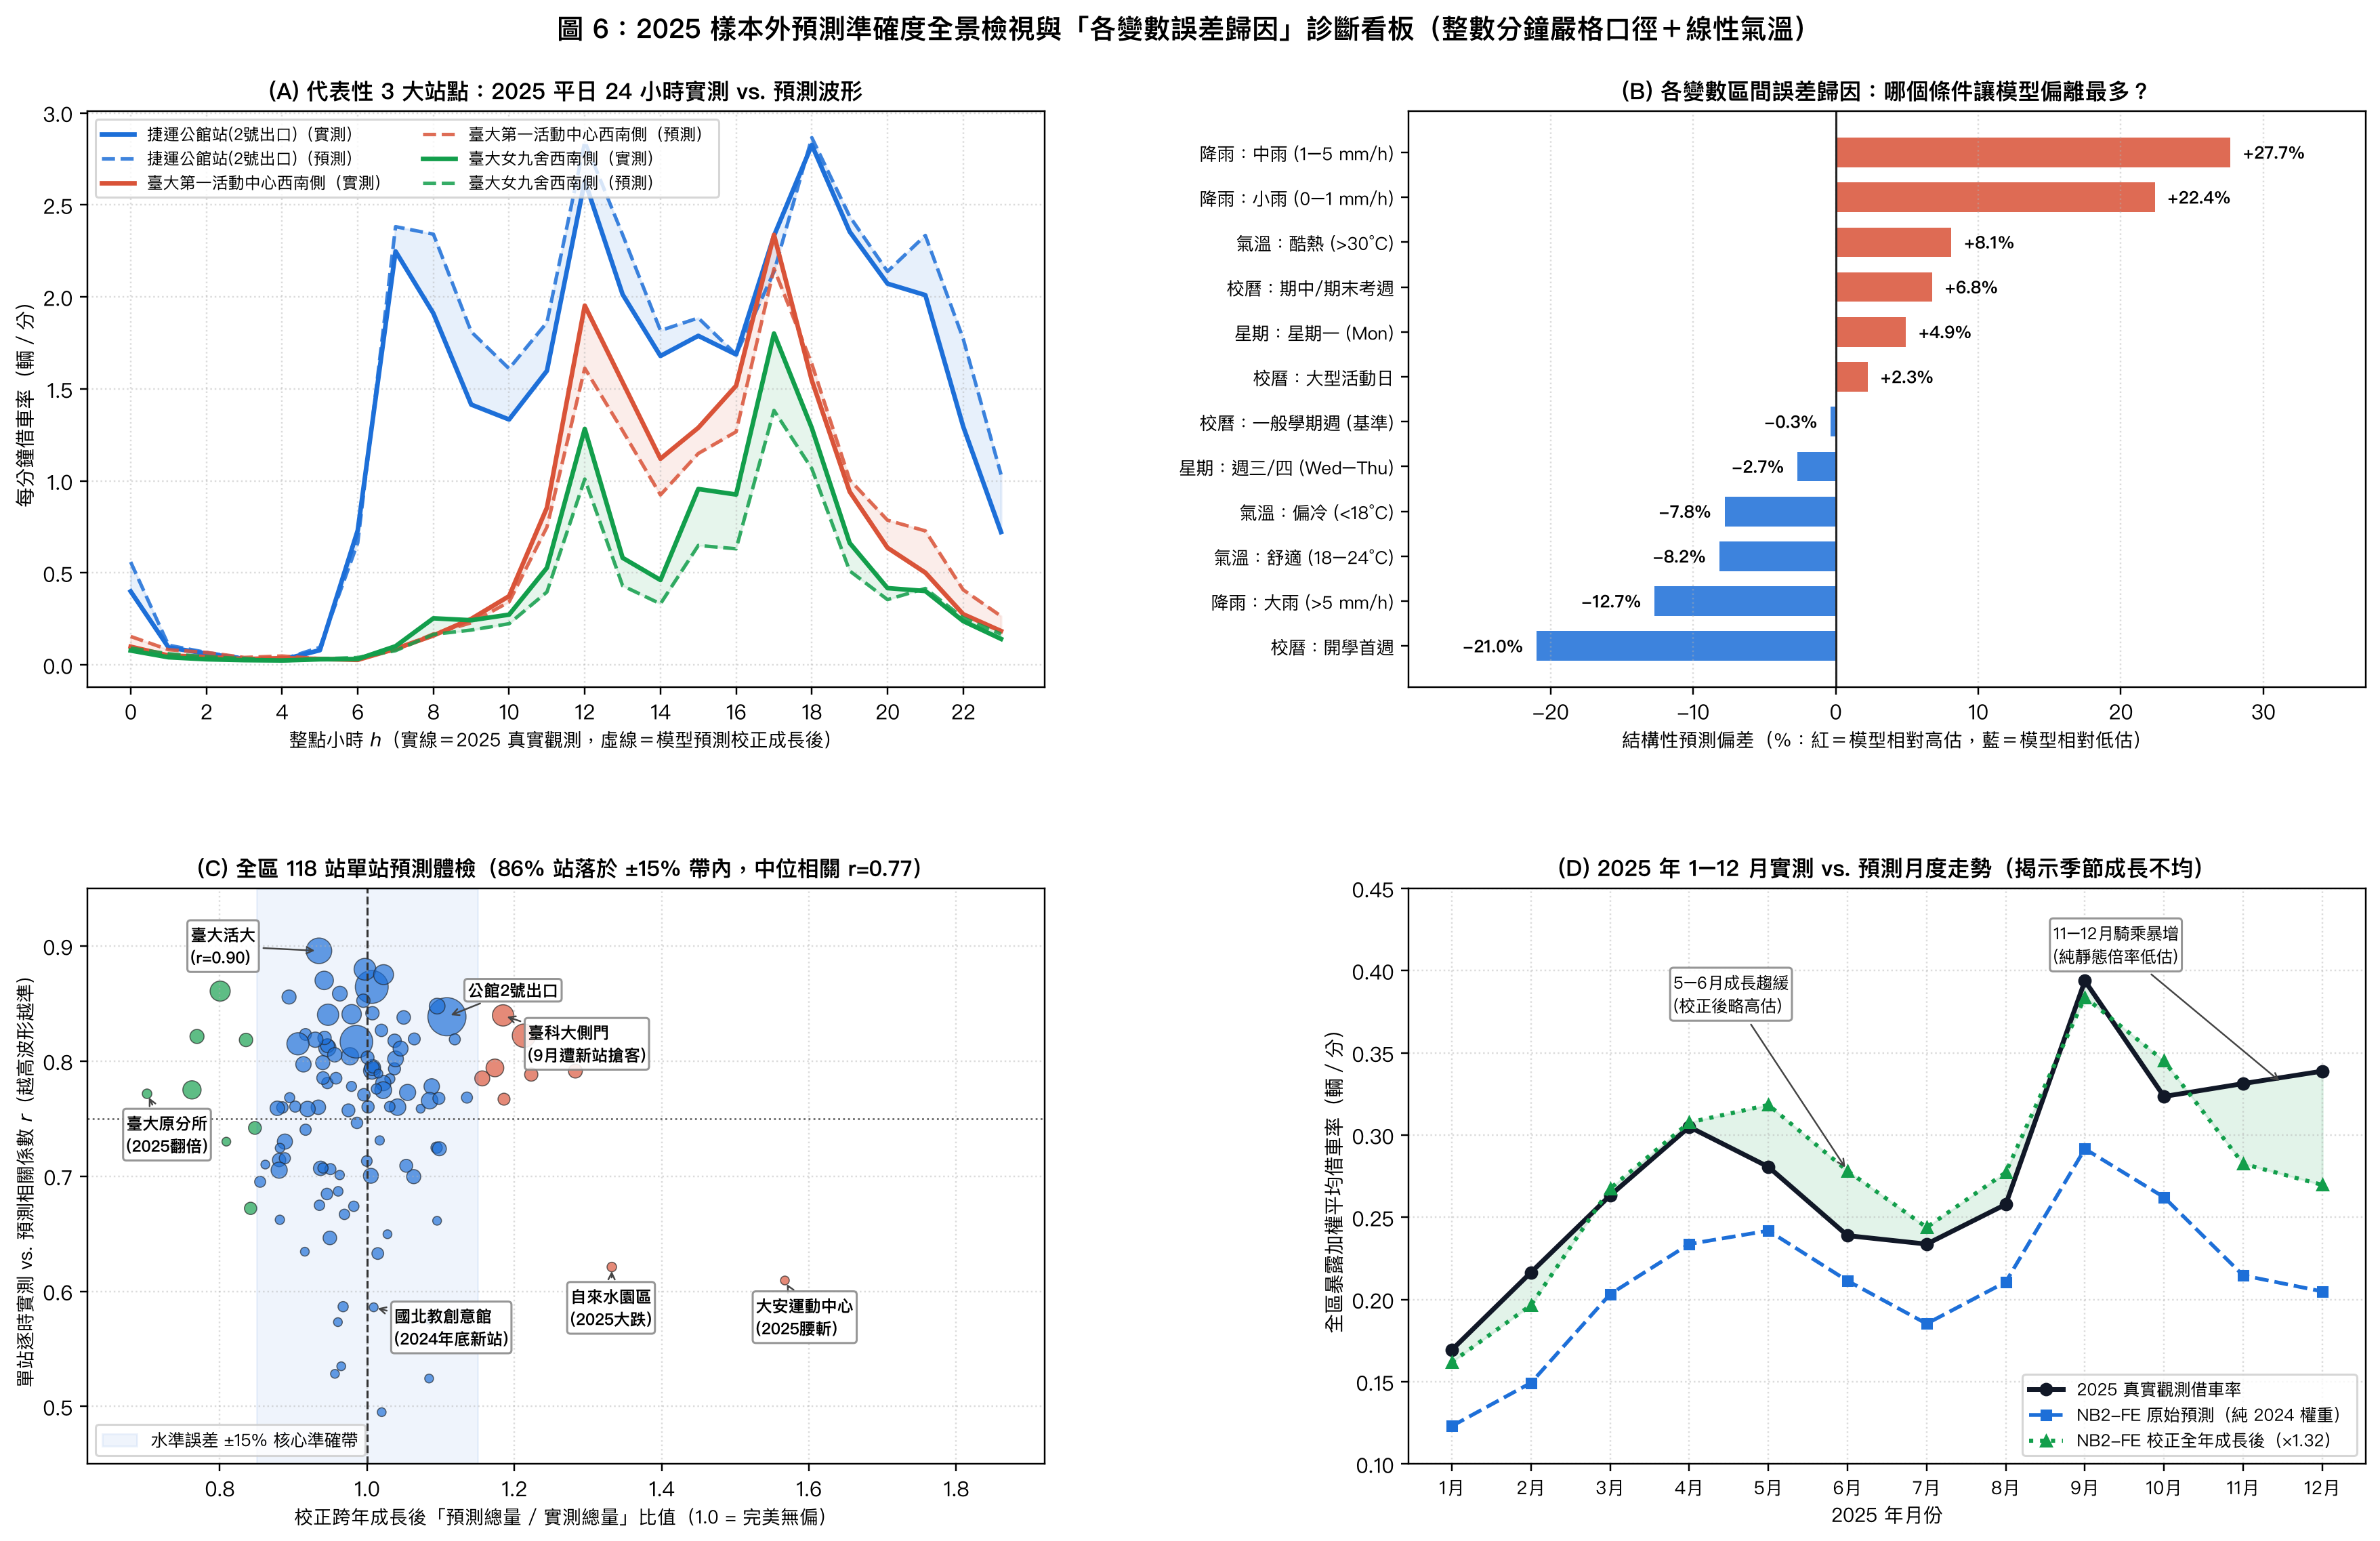 圖 6：2025 樣本外預測準確度全景檢視與「各變數誤差歸因」診斷看板（整數分鐘嚴格口徑＋線性氣溫）
(A) 代表性 3 大站點：2025 平日 24 小時實測 vs. 預測波形
捷運公館站(2號出口)（實測）
捷運公館站(2號出口)（預測）
臺大第一活動中心西南側（實測）
臺大第一活動中心西南側（預測）
臺大女九舍西南側（實測）
臺大女九舍西南側（預測）
每分鐘借車率（輛 / 分）
3.0
2.5
2.0
1.5
1.0
0.5
0.0
0 2 4 6 8 10 12 14 16 18 20 22
整點小時 h（實線＝2025 真實觀測，虛線＝模型預測校正成長後）
(B) 各變數區間誤差歸因：哪個條件讓模型偏離最多？
降雨：中雨 (1—5 mm/h) +27.7%
降雨：小雨 (0—1 mm/h) +22.4%
氣溫：酷熱 (>30°C) +8.1%
校曆：期中/期末考週 +6.8%
星期：星期一 (Mon) +4.9%
校曆：大型活動日 +2.3%
校曆：一般學期週 (基準) −0.3%
星期：週三/四 (Wed—Thu) −2.7%
氣溫：偏冷 (<18°C) −7.8%
氣溫：舒適 (18—24°C) −8.2%
降雨：大雨 (>5 mm/h) −12.7%
校曆：開學首週 −21.0%
−20 −10 0 10 20 30
結構性預測偏差（%：紅＝模型相對高估，藍＝模型相對低估）
(C) 全區 118 站單站預測體檢（86% 站落於 ±15% 帶內，中位相關 r=0.77）
單站逐時實測 vs. 預測相關係數 r（越高波形越準）
0.9
0.8
0.7
0.6
0.5
臺大活大
(r=0.90)
公館2號出口
臺科大側門
(9月遭新站搶客)
臺大原分所
(2025翻倍)
自來水園區
(2025大跌)
大安運動中心
(2025腰斬)
國北教創意館
(2024年底新站)
水準誤差 ±15% 核心準確帶
0.8 1.0 1.2 1.4 1.6 1.8
校正跨年成長後「預測總量 / 實測總量」比值（1.0 = 完美無偏）
(D) 2025 年 1—12 月實測 vs. 預測月度走勢（揭示季節成長不均）
全區暴露加權平均借車率（輛 / 分）
0.45
0.40
0.35
0.30
0.25
0.20
0.15
0.10
5—6月成長趨緩
(校正後略高估)
11—12月騎乘暴增
(純靜態倍率低估)
2025 真實觀測借車率
NB2−FE 原始預測（純 2024 權重）
NB2−FE 校正全年成長後（×1.32）
1月 2月 3月 4月 5月 6月 7月 8月 9月 10月 11月 12月
2025 年月份